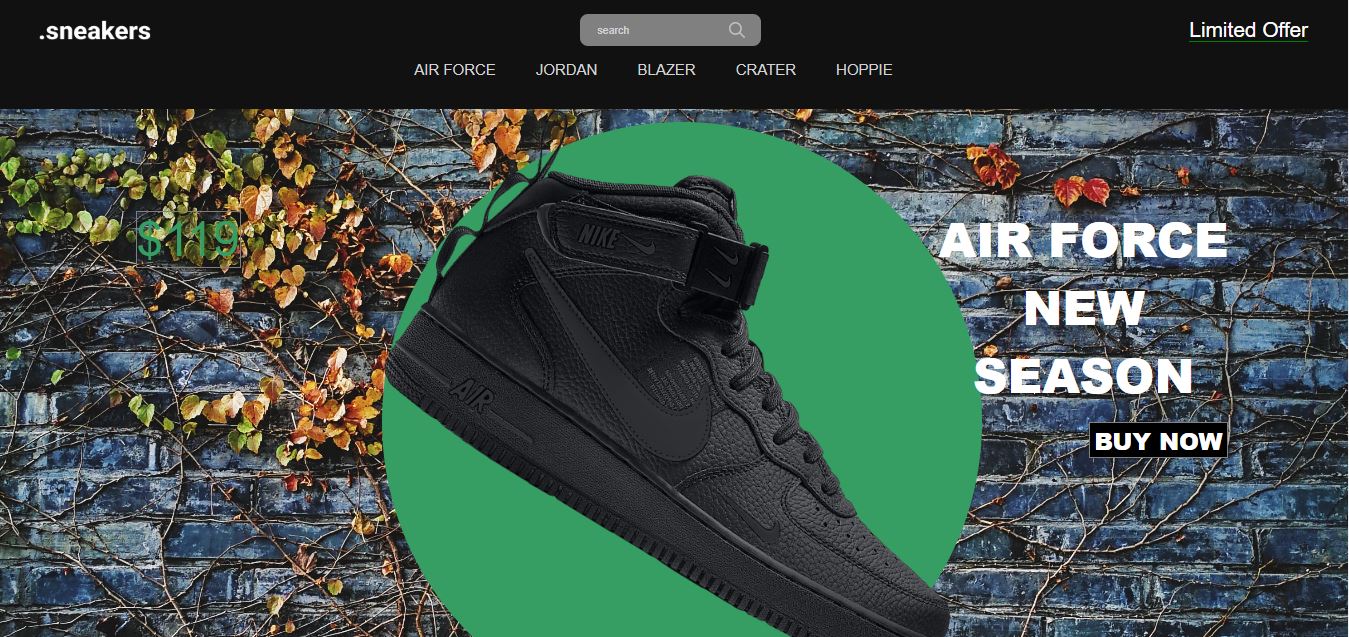 .sneakers
search
Limited Offer
AIR FORCE
JORDAN
BLAZER
CRATER
HOPPIE
$119
NIKE
AIR
AIR FORCE
NEW
SEASON
BUY NOW